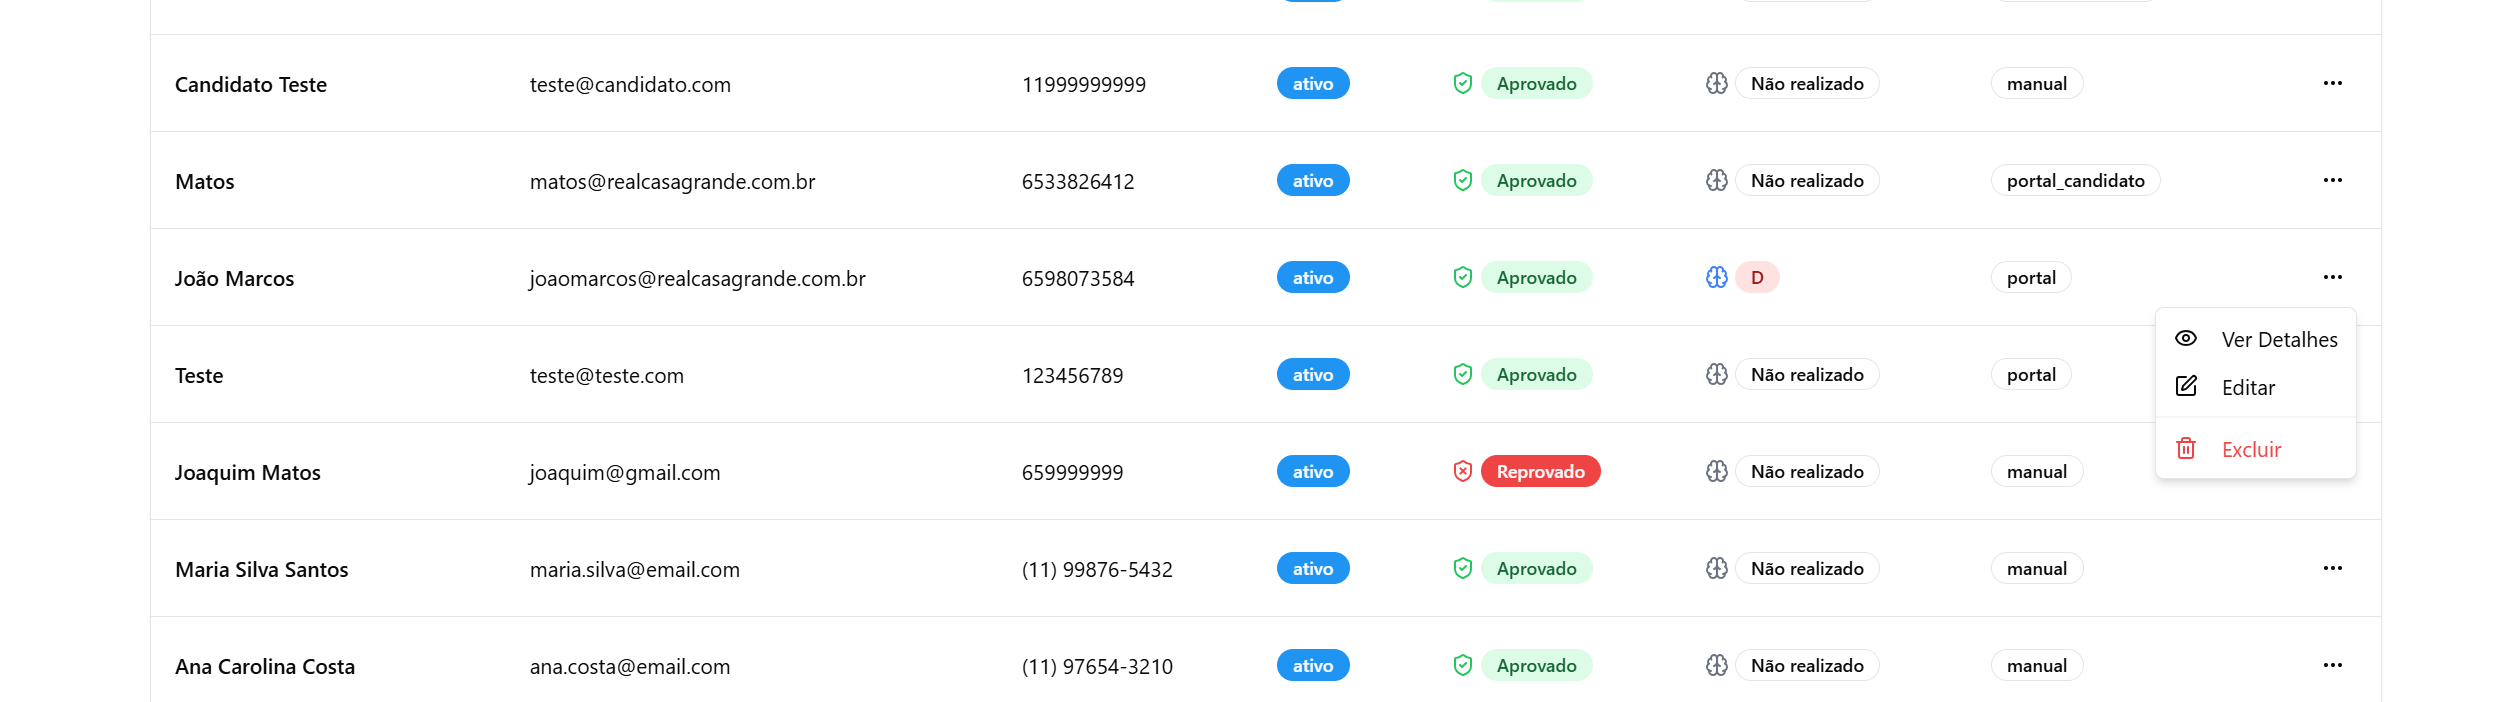 Candidato Teste teste@candidato.com 11999999999 ativo Aprovado Não realizado manual
Matos matos@realcasagrande.com.br 6533826412 ativo Aprovado Não realizado portal_candidato
João Marcos joaomarcos@realcasagrande.com.br 6598073584 ativo Aprovado D portal
Ver Detalhes
Teste teste@teste.com 123456789 ativo Aprovado Não realizado portal
Editar
Excluir
Joaquim Matos joaquim@gmail.com 659999999 ativo Reprovado Não realizado manual
Maria Silva Santos maria.silva@email.com (11) 99876-5432 ativo Aprovado Não realizado manual
Ana Carolina Costa ana.costa@email.com (11) 97654-3210 ativo Aprovado Não realizado manual